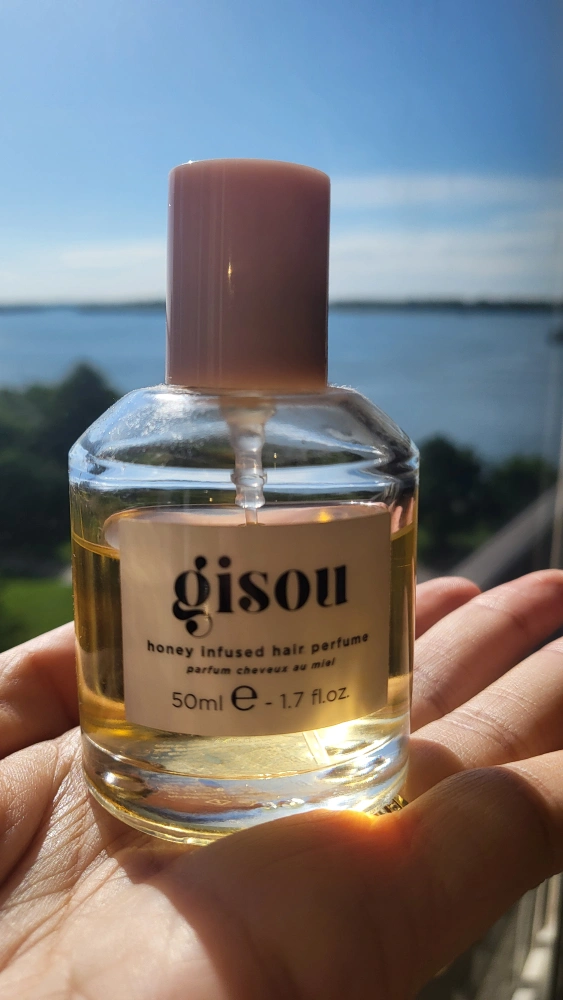 gisou
honey infused hair perfume
parfum cheveux au miel
50ml ℮ - 1.7 fl.oz.